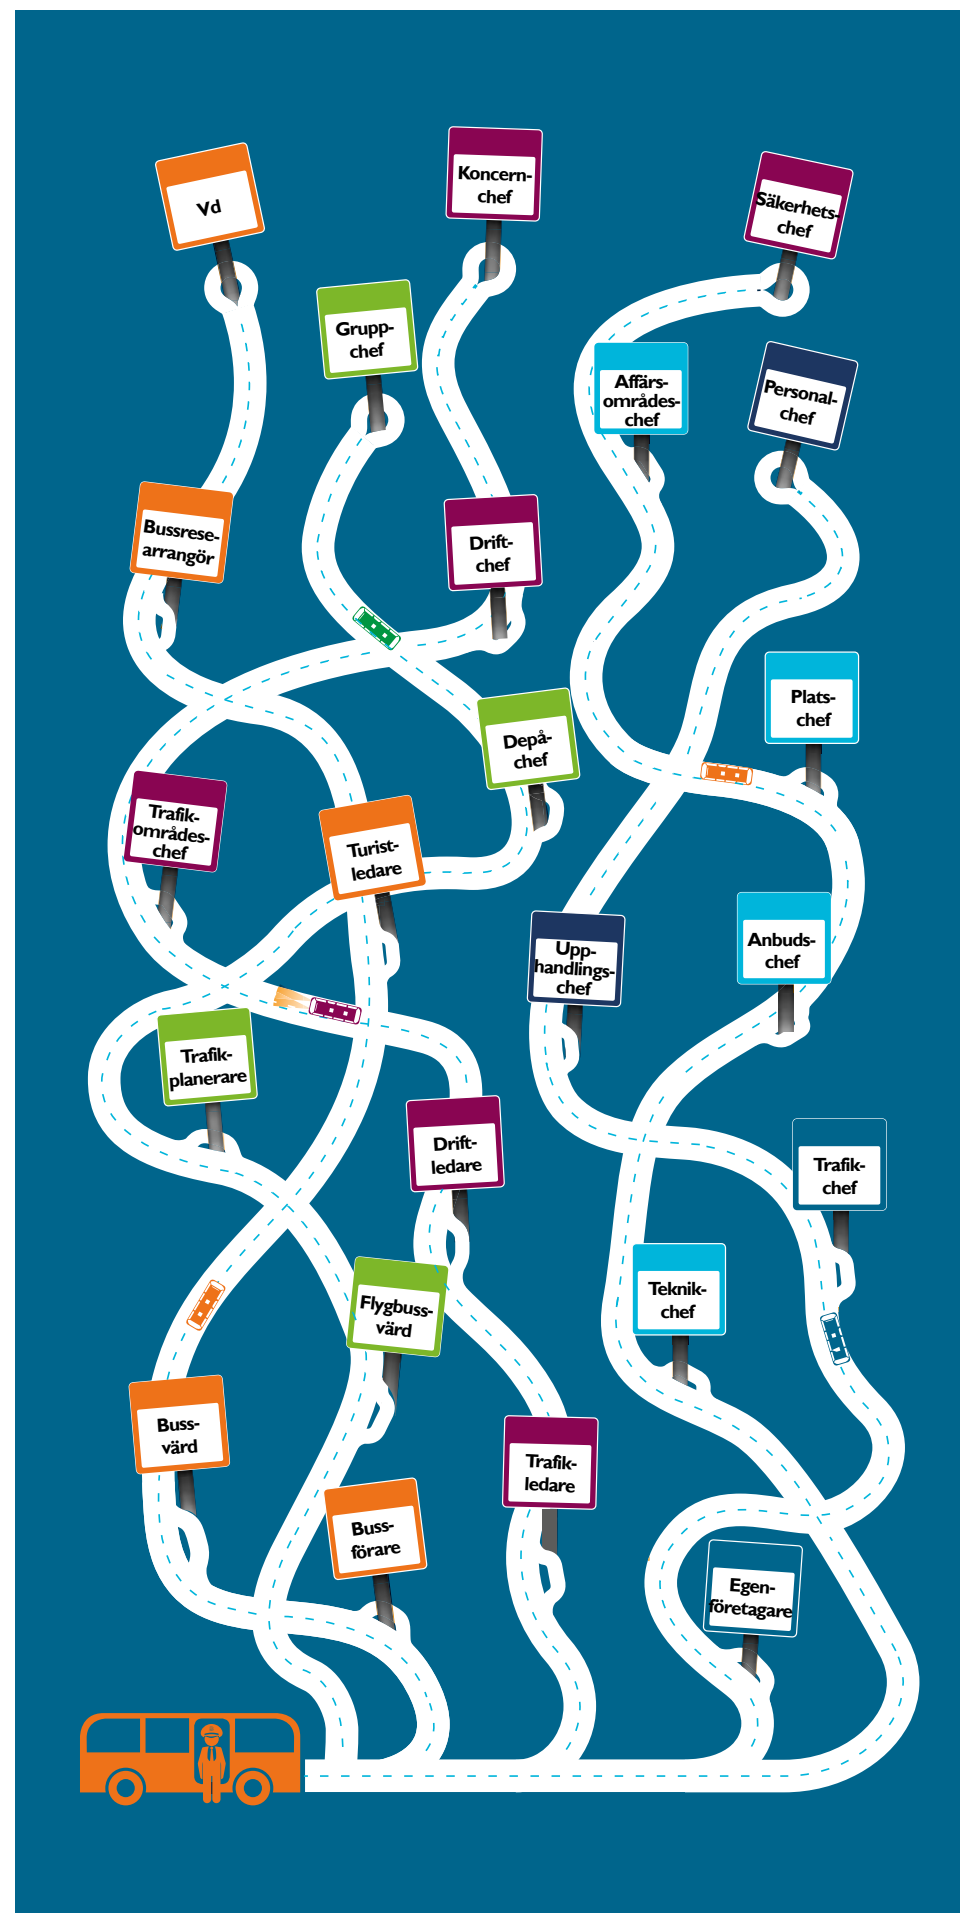 Koncern-
chef
Vd
Säkerhets-
chef
Grupp-
chef
Affärs-
områdes-
chef
Personal-
chef
Bussrese-
arrangör
Drift-
chef
Plats-
chef
Depå-
chef
Trafik-
områdes-
chef
Turist-
ledare
Upp-
handlings-
chef
Anbuds-
chef
Trafik-
planerare
Drift-
ledare
Trafik-
chef
Teknik-
chef
Flygbuss-
värd
Buss-
värd
Trafik-
ledare
Buss-
förare
Egen-
företagare